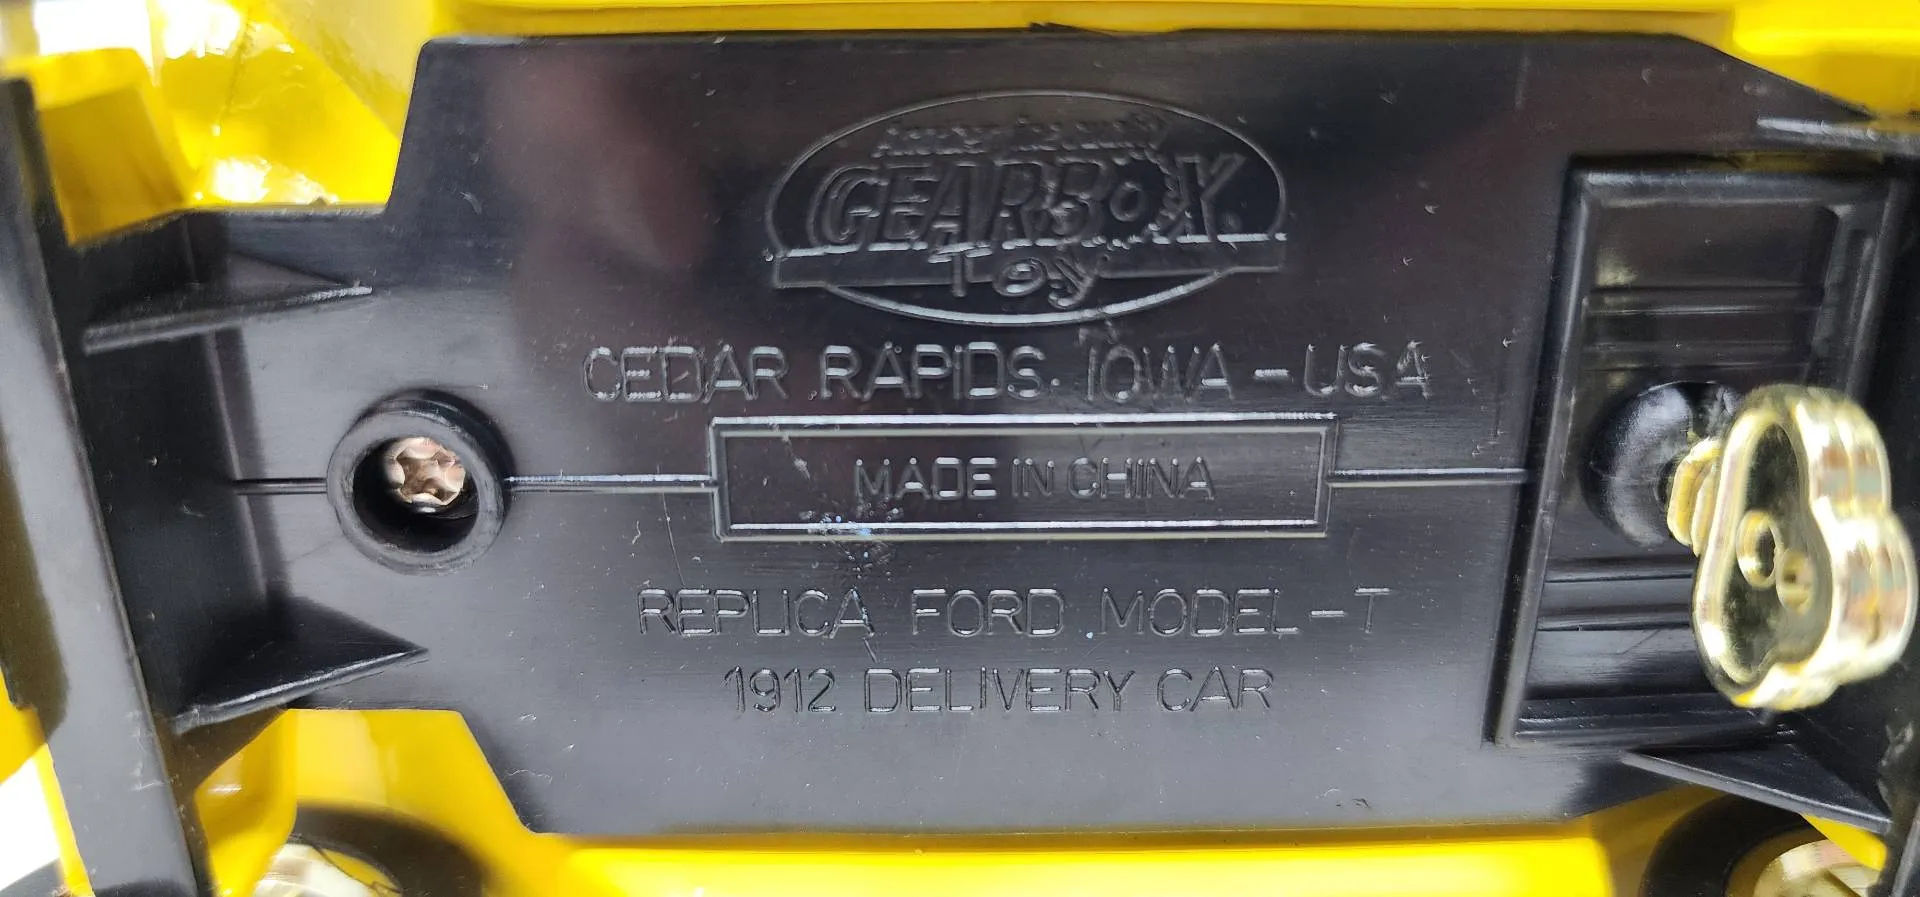 GEARBOX
Toy
CEDAR RAPIDS. IOWA - USA
MADE IN CHINA
REPLICA FORD MODEL - T
1912 DELIVERY CAR